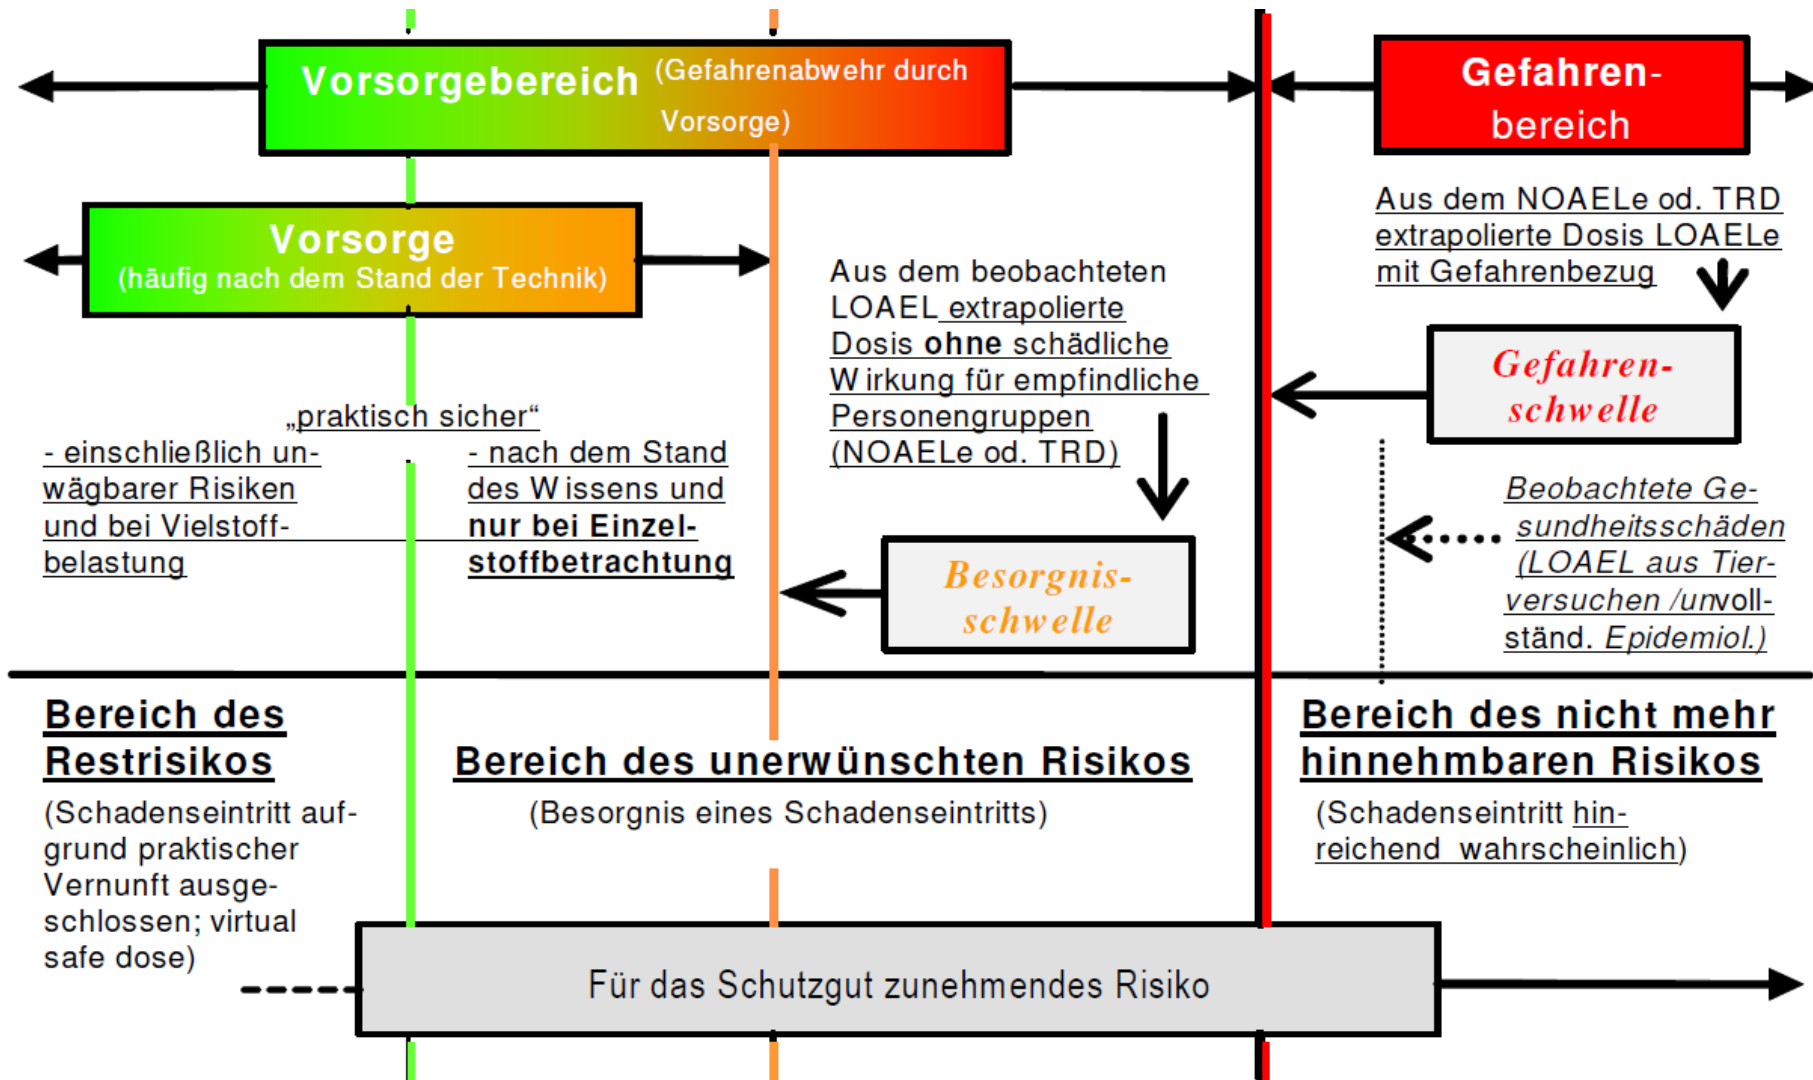 Vorsorgebereich (Gefahrenabwehr durch
Vorsorge)
Gefahren-
bereich
Vorsorge
(häufig nach dem Stand der Technik)
Aus dem NOAELe od. TRD
extrapolierte Dosis LOAELe
mit Gefahrenbezug
Aus dem beobachteten
LOAEL extrapolierte
Dosis ohne schädliche
Wirkung für empfindliche
Personengruppen
(NOAELe od. TRD)
Gefahren-
schwelle
„praktisch sicher“
- einschließlich un-
wägbarer Risiken
und bei Vielstoff-
belastung
- nach dem Stand
des Wissens und
nur bei Einzel-
stoffbetrachtung
Beobachtete Ge-
sundheitsschäden
(LOAEL aus Tier-
versuchen /unvoll-
ständ. Epidemiol.)
Besorgnis-
schwelle
Bereich des
Restrisikos
(Schadenseintritt auf-
grund praktischer
Vernunft ausge-
schlossen; virtual
safe dose)
Bereich des unerwünschten Risikos
(Besorgnis eines Schadenseintritts)
Bereich des nicht mehr
hinnehmbaren Risikos
(Schadenseintritt hin-
reichend wahrscheinlich)
Für das Schutzgut zunehmendes Risiko